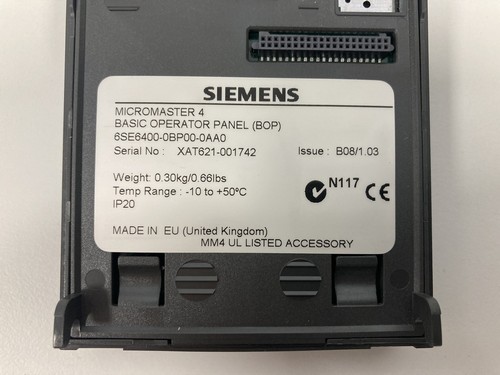 SIEMENS
MICROMASTER 4
BASIC OPERATOR PANEL (BOP)
6SE6400-0BP00-0AA0
Serial No : XAT621-001742 Issue : B08/1.03
Weight: 0.30kg/0.66lbs
Temp Range : -10 to +50ºC
N117 CE
IP20
MADE IN EU (United Kingdom)
MM4 UL LISTED ACCESSORY